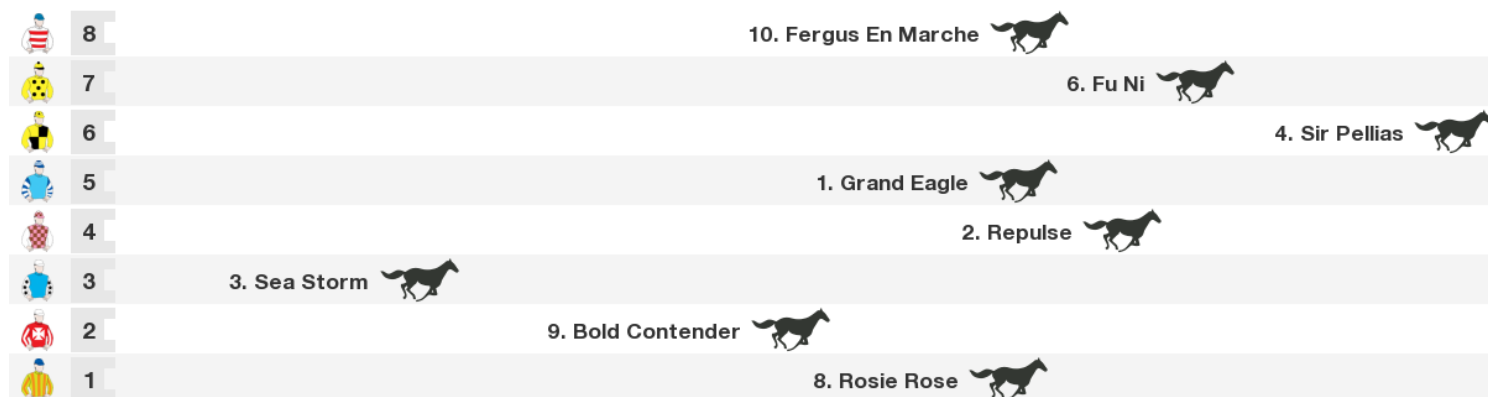 8 10. Fergus En Marche
7 6. Fu Ni
6 4. Sir Pellias
5 1. Grand Eagle
4 2. Repulse
3 3. Sea Storm
2 9. Bold Contender
1 8. Rosie Rose